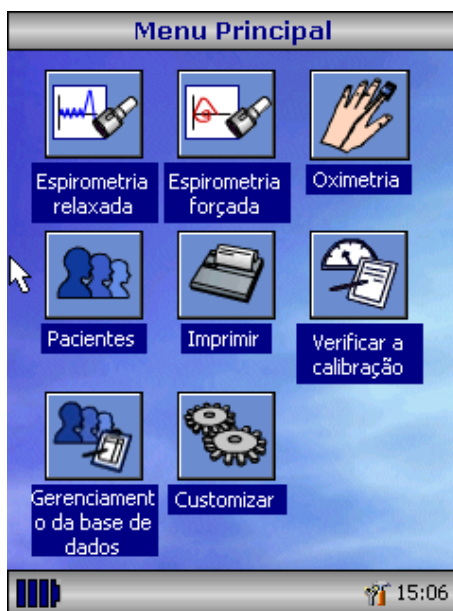 Menu Principal
Espirometria
relaxada
Espirometria
forçada
Oximetria
Pacientes
Imprimir
Verificar a
calibração
Gerenciament
o da base de
dados
Customizar
15:06